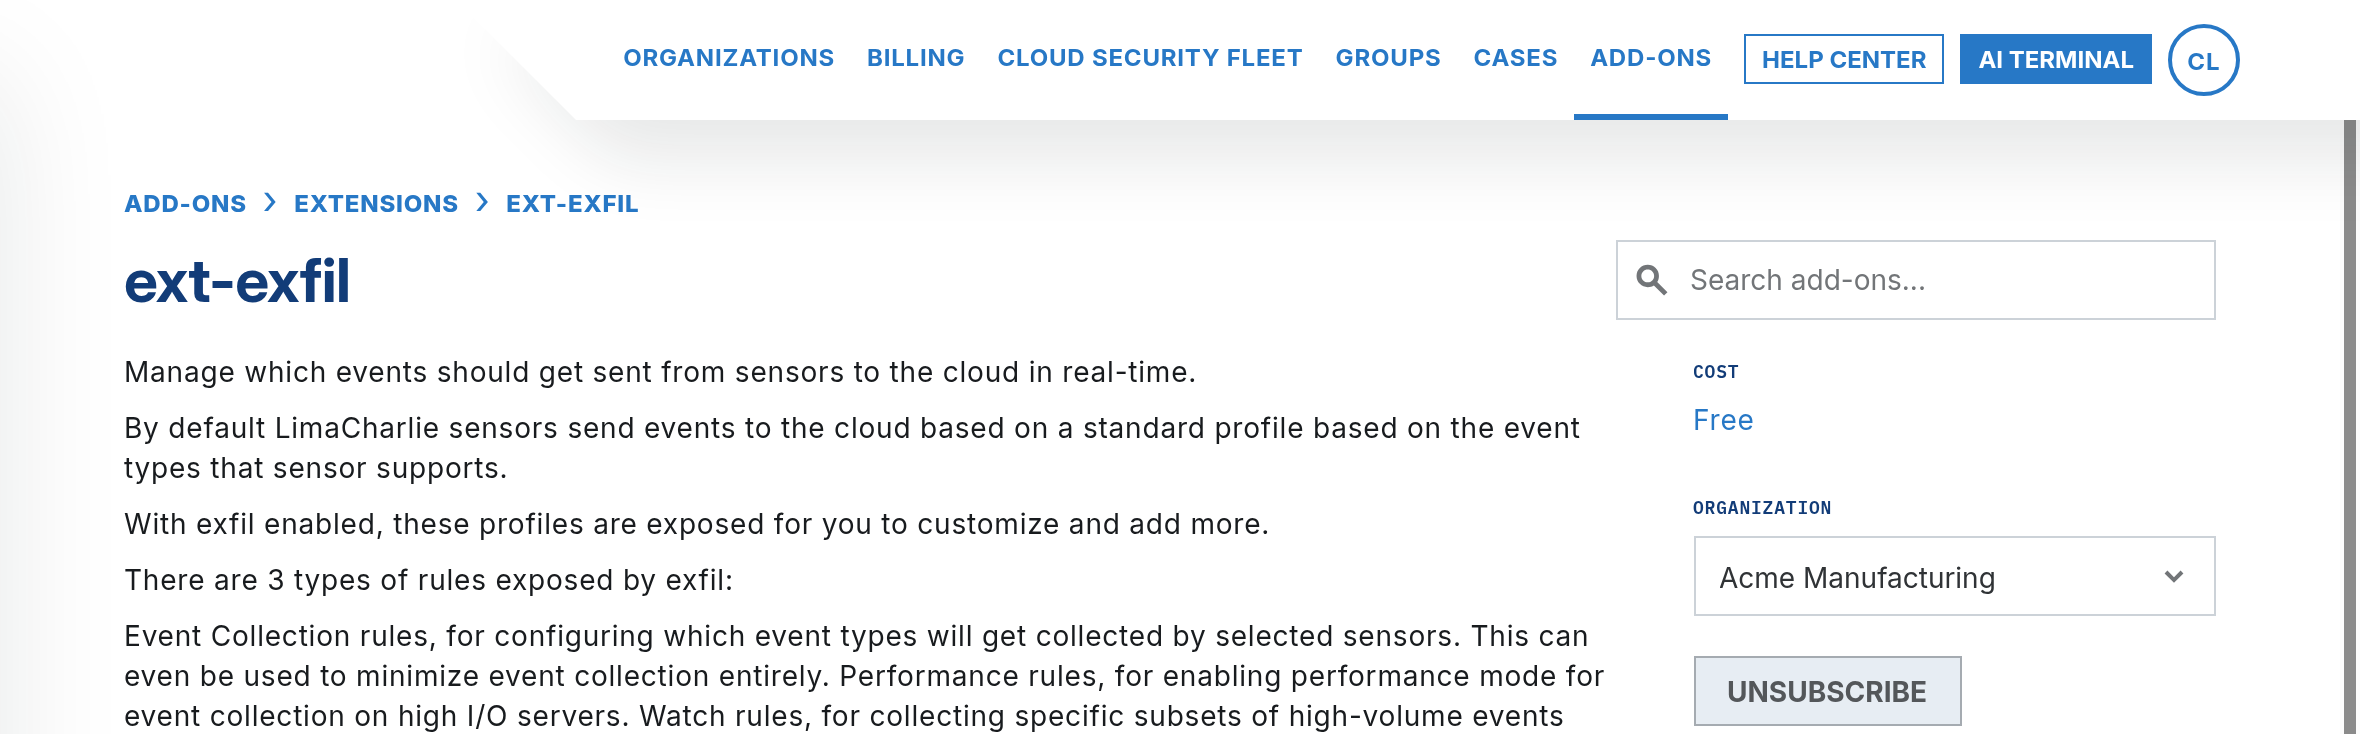 ORGANIZATIONS BILLING CLOUD SECURITY FLEET GROUPS CASES ADD-ONS HELP CENTER AI TERMINAL CL
ADD-ONS > EXTENSIONS > EXT-EXFIL
ext-exfil
Search add-ons...
Manage which events should get sent from sensors to the cloud in real-time.
By default LimaCharlie sensors send events to the cloud based on a standard profile based on the event
types that sensor supports.
With exfil enabled, these profiles are exposed for you to customize and add more.
There are 3 types of rules exposed by exfil:
Event Collection rules, for configuring which event types will get collected by selected sensors. This can
even be used to minimize event collection entirely. Performance rules, for enabling performance mode for
event collection on high I/O servers. Watch rules, for collecting specific subsets of high-volume events
COST
Free
ORGANIZATION
Acme Manufacturing
UNSUBSCRIBE